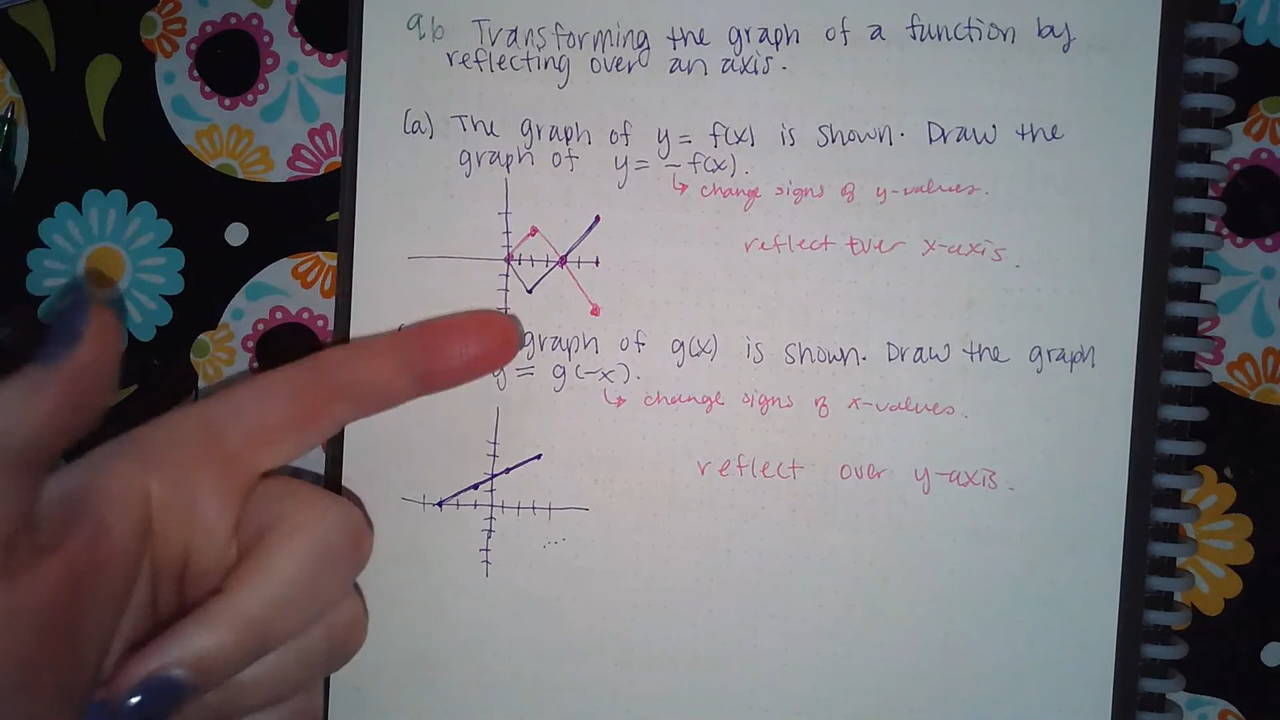 9b Transforming the graph of a function by
reflecting over an axis.
(a) The graph of y = f(x) is shown. Draw the
graph of y = -f(x).
↳ change signs of y-values.
reflect over x-axis.
graph of g(x) is shown. Draw the graph
y = g(-x).
↳ change signs of x-values.
reflect over y-axis.